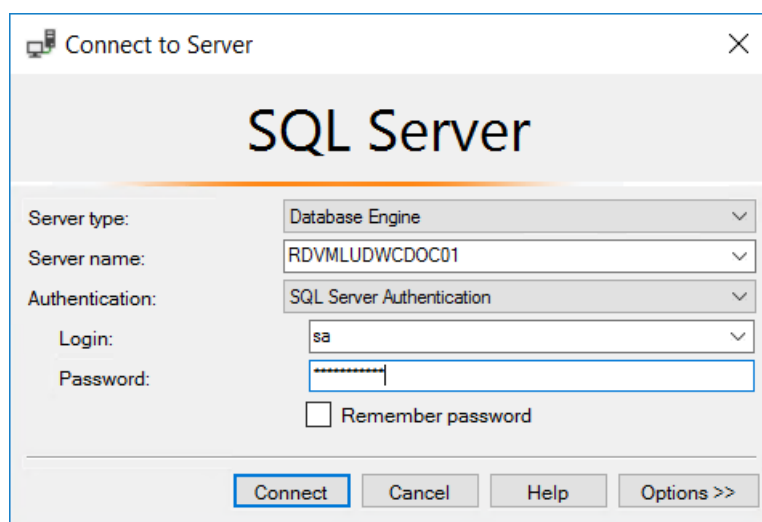 Connect to Server
SQL Server
Server type: Database Engine
Server name: RDVMLUDWCDOC01
Authentication: SQL Server Authentication
Login: sa
Password: ***********
Remember password
Connect Cancel Help Options >>